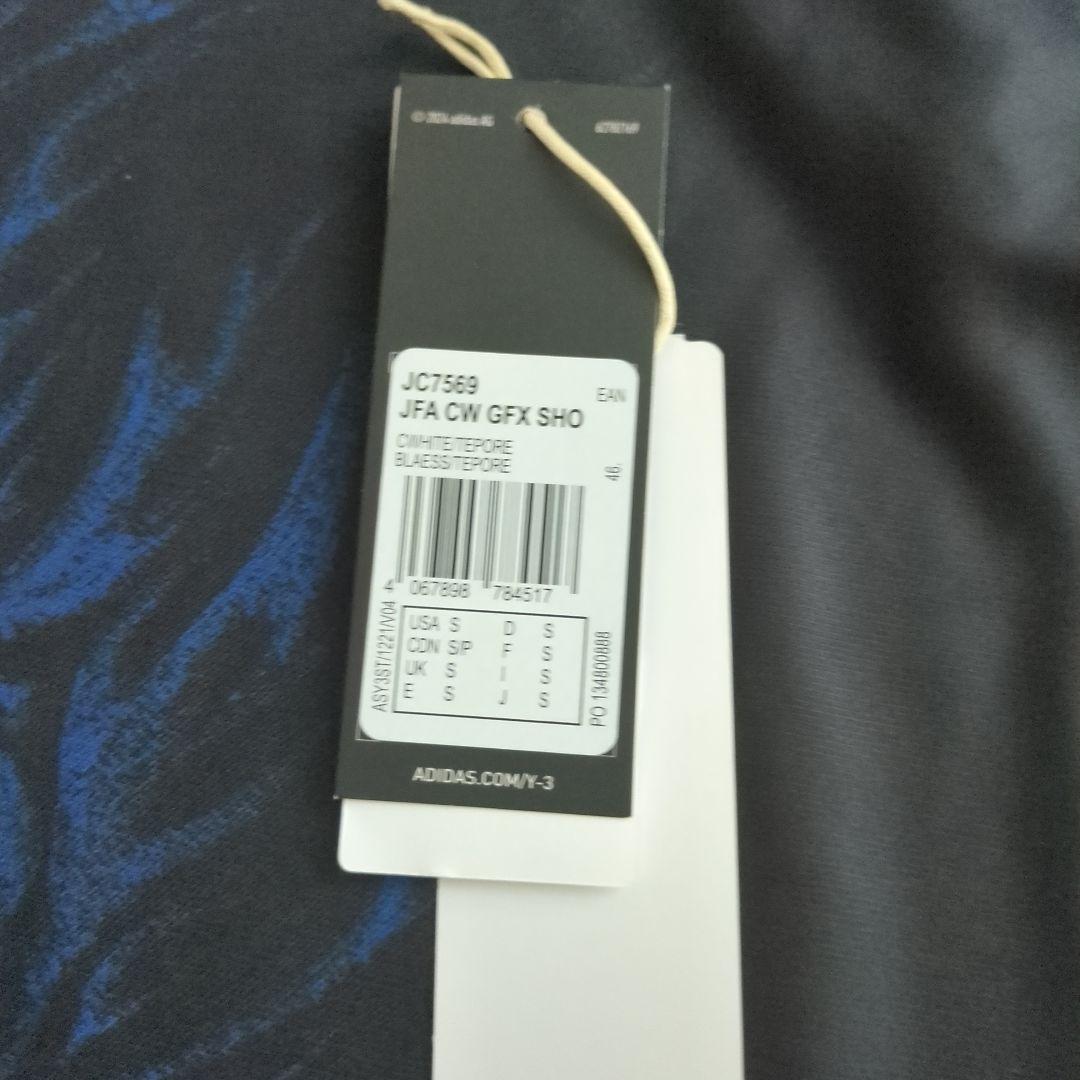 © 2024 adidas AG
JC7569
EAN
JFA CW GFX SHO
CWHITE/TEPORE
BLAESS/TEPORE
46.
4 067898 784517
USA S D S
CDN S/P F S
UK S I S
E S J S
ASY3ST/1221/V04
PO 134800888
ADIDAS.COM/Y-3